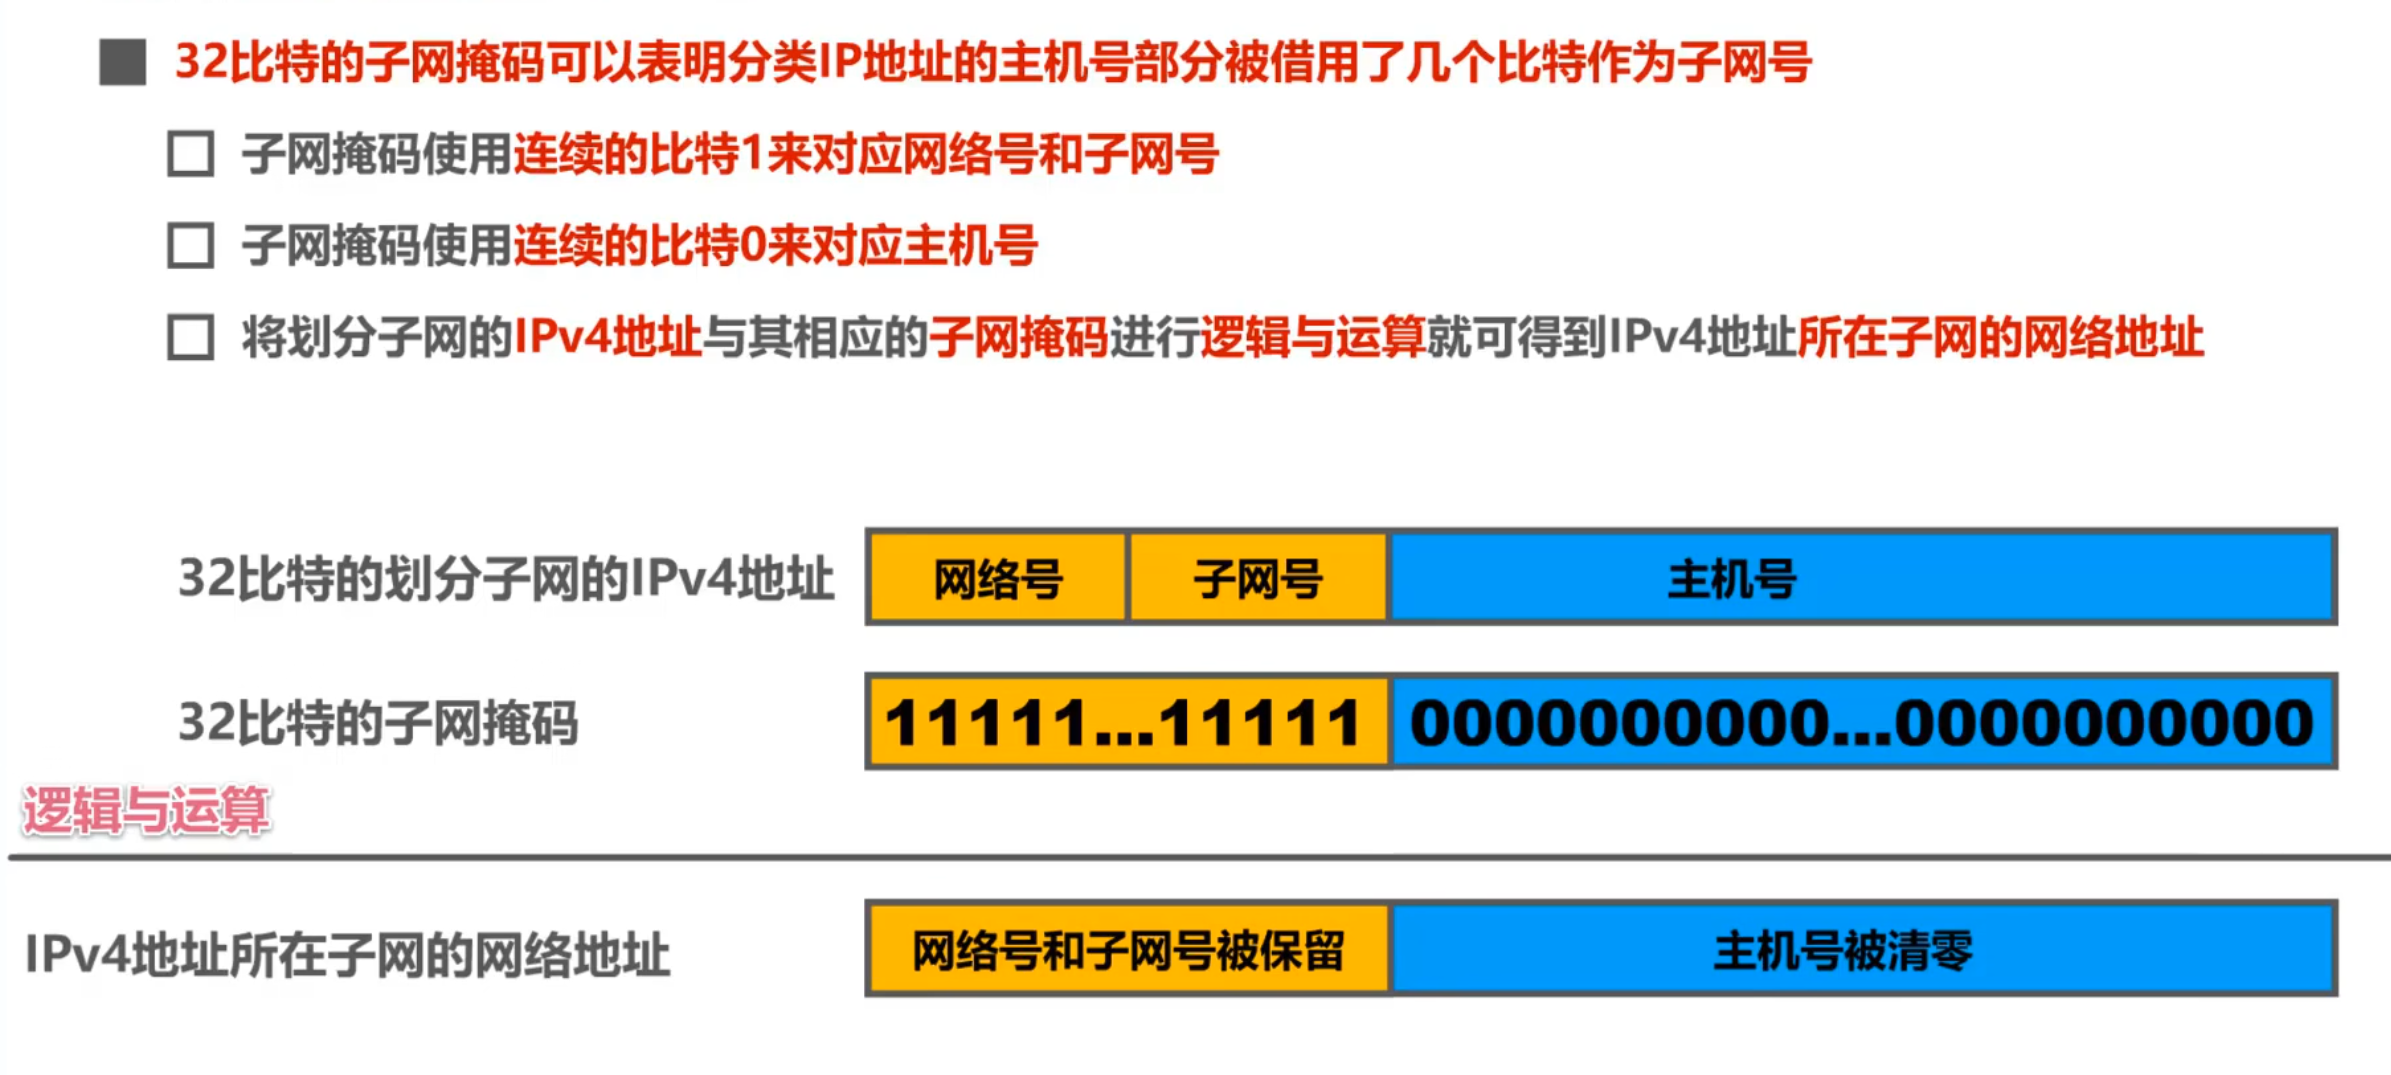 32比特的子网掩码可以表明分类IP地址的主机号部分被借用了几个比特作为子网号
子网掩码使用连续的比特1来对应网络号和子网号
子网掩码使用连续的比特0来对应主机号
将划分子网的IPv4地址与其相应的子网掩码进行逻辑与运算就可得到IPv4地址所在子网的网络地址
32比特的划分子网的IPv4地址 网络号 子网号 主机号
32比特的子网掩码 11111...11111 0000000000...0000000000
逻辑与运算
IPv4地址所在子网的网络地址 网络号和子网号被保留 主机号被清零